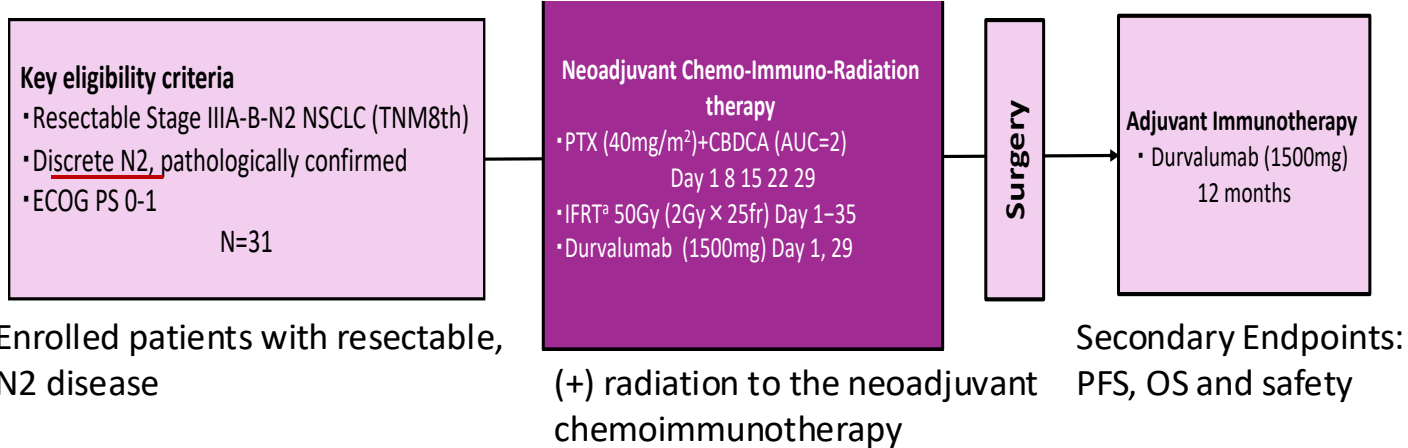 Key eligibility criteria
・Resectable Stage IIIA-B-N2 NSCLC (TNM8th)
・Discrete N2, pathologically confirmed
・ECOG PS 0-1
N=31
Enrolled patients with resectable,
N2 disease
Neoadjuvant Chemo-Immuno-Radiation
therapy
・PTX (40mg/m²)+CBDCA (AUC=2)
Day 1 8 15 22 29
・IFRTᵃ 50Gy (2Gy×25fr) Day 1–35
・Durvalumab (1500mg) Day 1, 29
(+) radiation to the neoadjuvant
chemoimmunotherapy
Surgery
Adjuvant Immunotherapy
・Durvalumab (1500mg)
12 months
Secondary Endpoints:
PFS, OS and safety